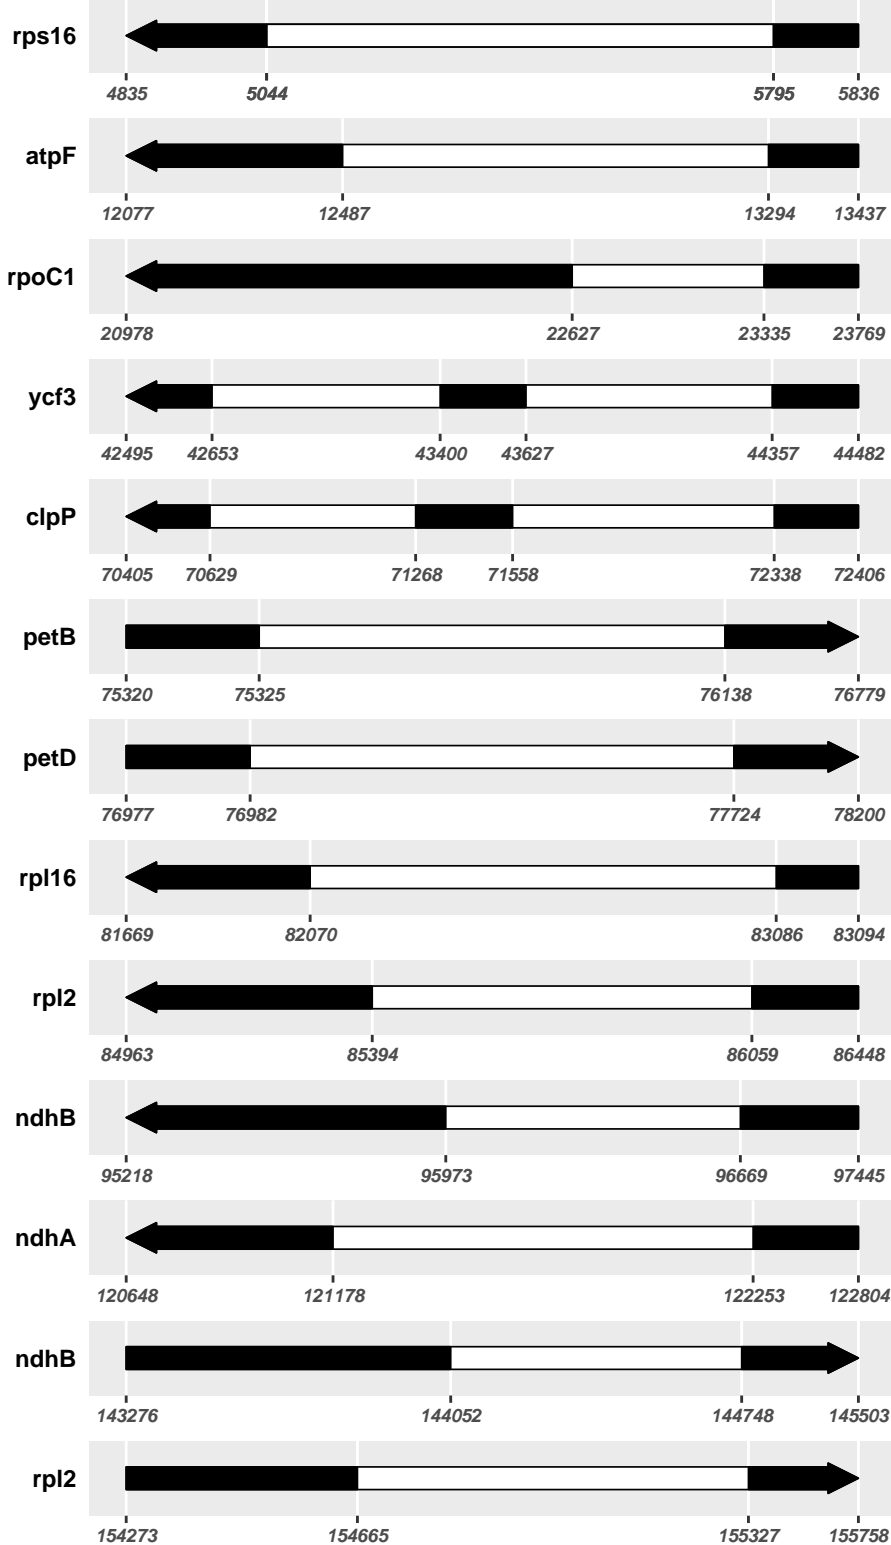 rps16
4835 5044 5795 5836
atpF
12077 12487 13294 13437
rpoC1
20978 22627 23335 23769
ycf3
42495 42653 43400 43627 44357 44482
clpP
70405 70629 71268 71558 72338 72406
petB
75320 75325 76138 76779
petD
76977 76982 77724 78200
rpl16
81669 82070 83086 83094
rpl2
84963 85394 86059 86448
ndhB
95218 95973 96669 97445
ndhA
120648 121178 122253 122804
ndhB
143276 144052 144748 145503
rpl2
154273 154665 155327 155758